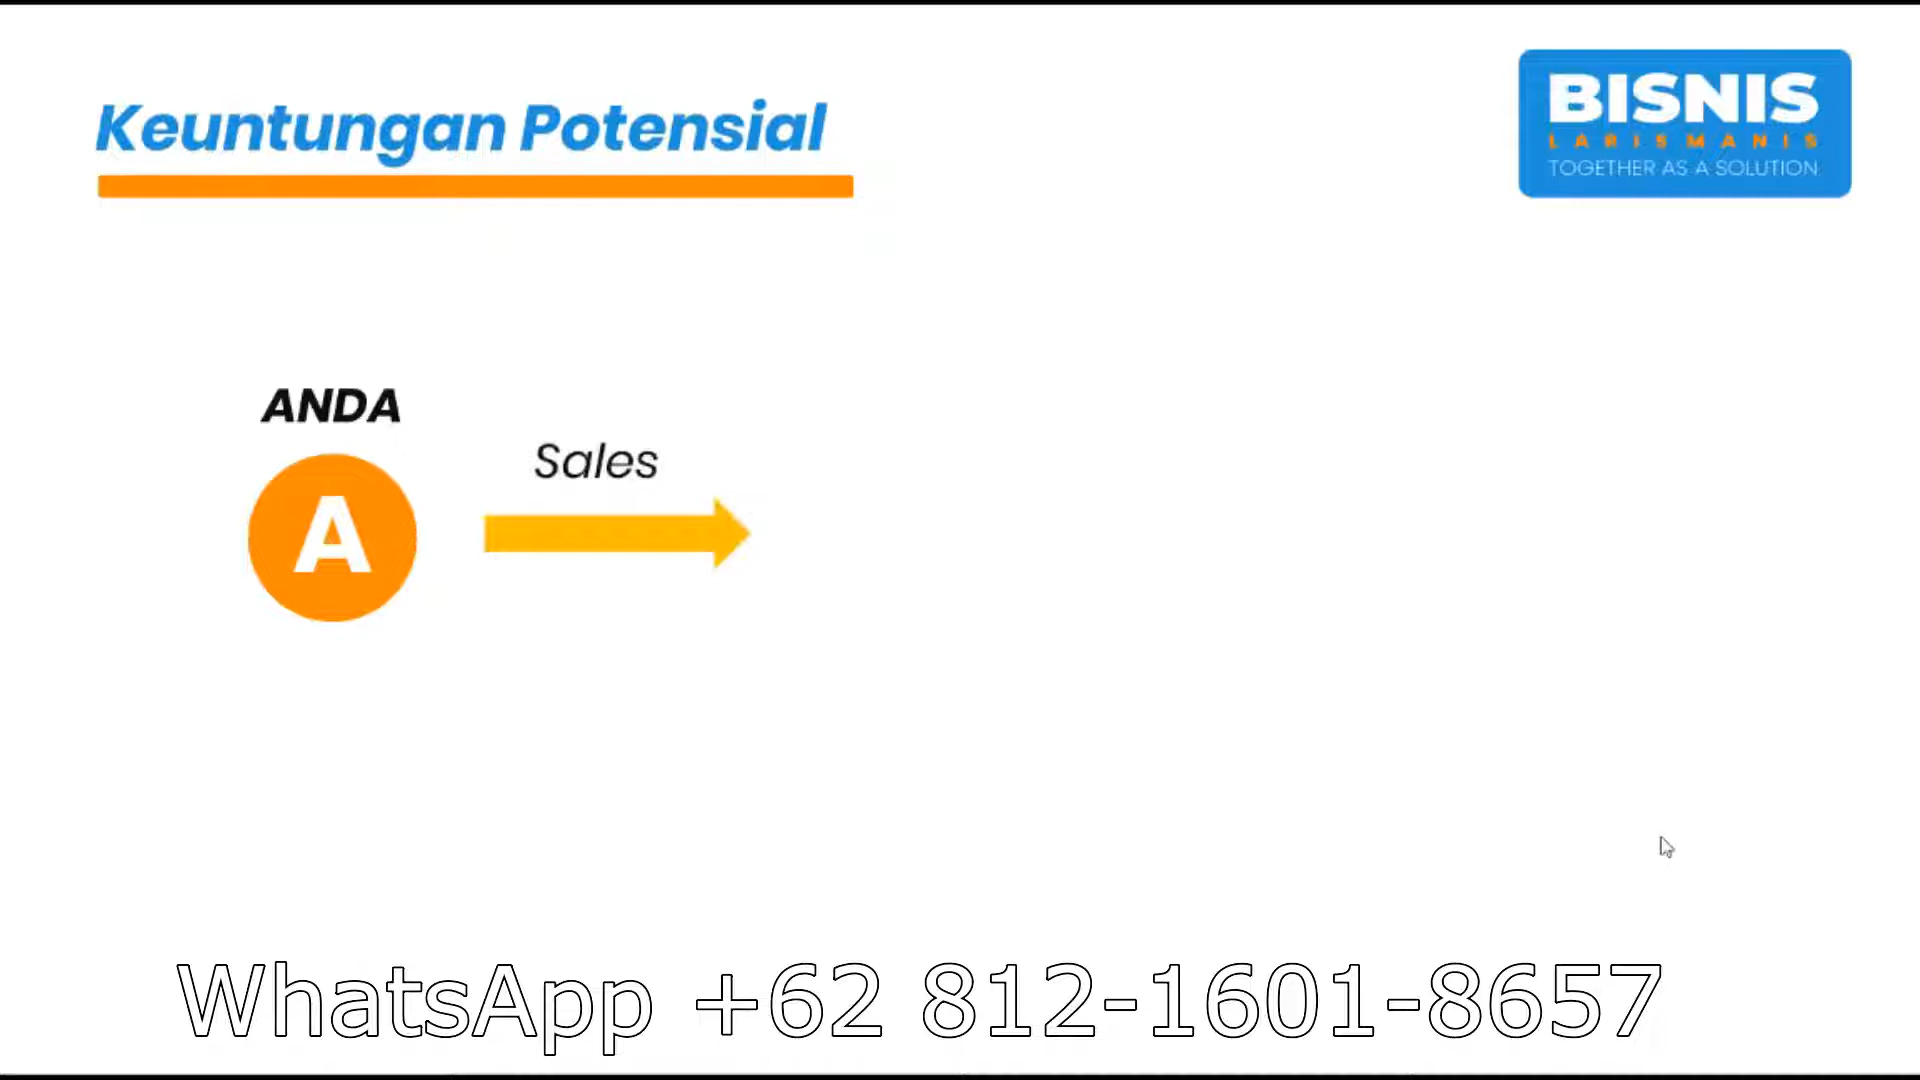 Keuntungan Potensial
BISNIS
LARISMANIS
TOGETHER AS A SOLUTION
ANDA
A
Sales
WhatsApp +62 812-1601-8657